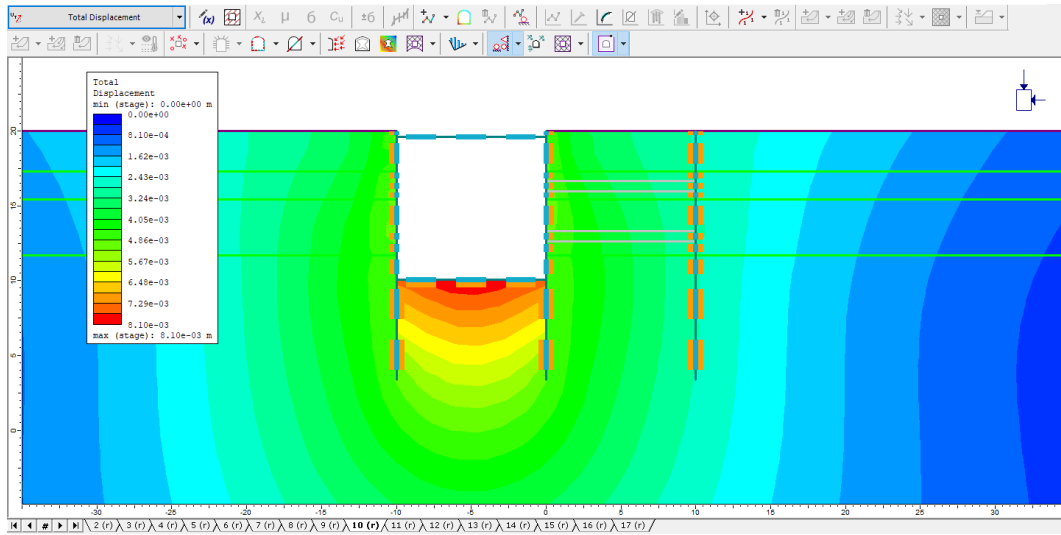 Total Displacement
(x)
X_L
μ
6
C_u
±6
Total
Displacement
min (stage): 0.00e+00 m
0.00e+00
8.10e-04
1.62e-03
2.43e-03
3.24e-03
4.05e-03
4.86e-03
5.67e-03
6.48e-03
7.29e-03
8.10e-03
max (stage): 8.10e-03 m
20
15
10
5
0
-30 -25 -20 -15 -10 -5 0 5 10 15 20 25 30
# 2 (r) 3 (r) 4 (r) 5 (r) 6 (r) 7 (r) 8 (r) 9 (r) 10 (r) 11 (r) 12 (r) 13 (r) 14 (r) 15 (r) 16 (r) 17 (r)